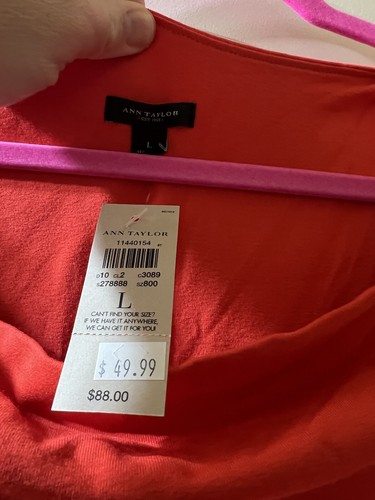 ANN TAYLOR
L
ANN TAYLOR
11440154
D10 CL2 C3089
S278888 SZ800
L
CAN'T FIND YOUR SIZE?
IF WE HAVE IT ANYWHERE,
WE CAN GET IT FOR YOU!
$ 49.99
$88.00